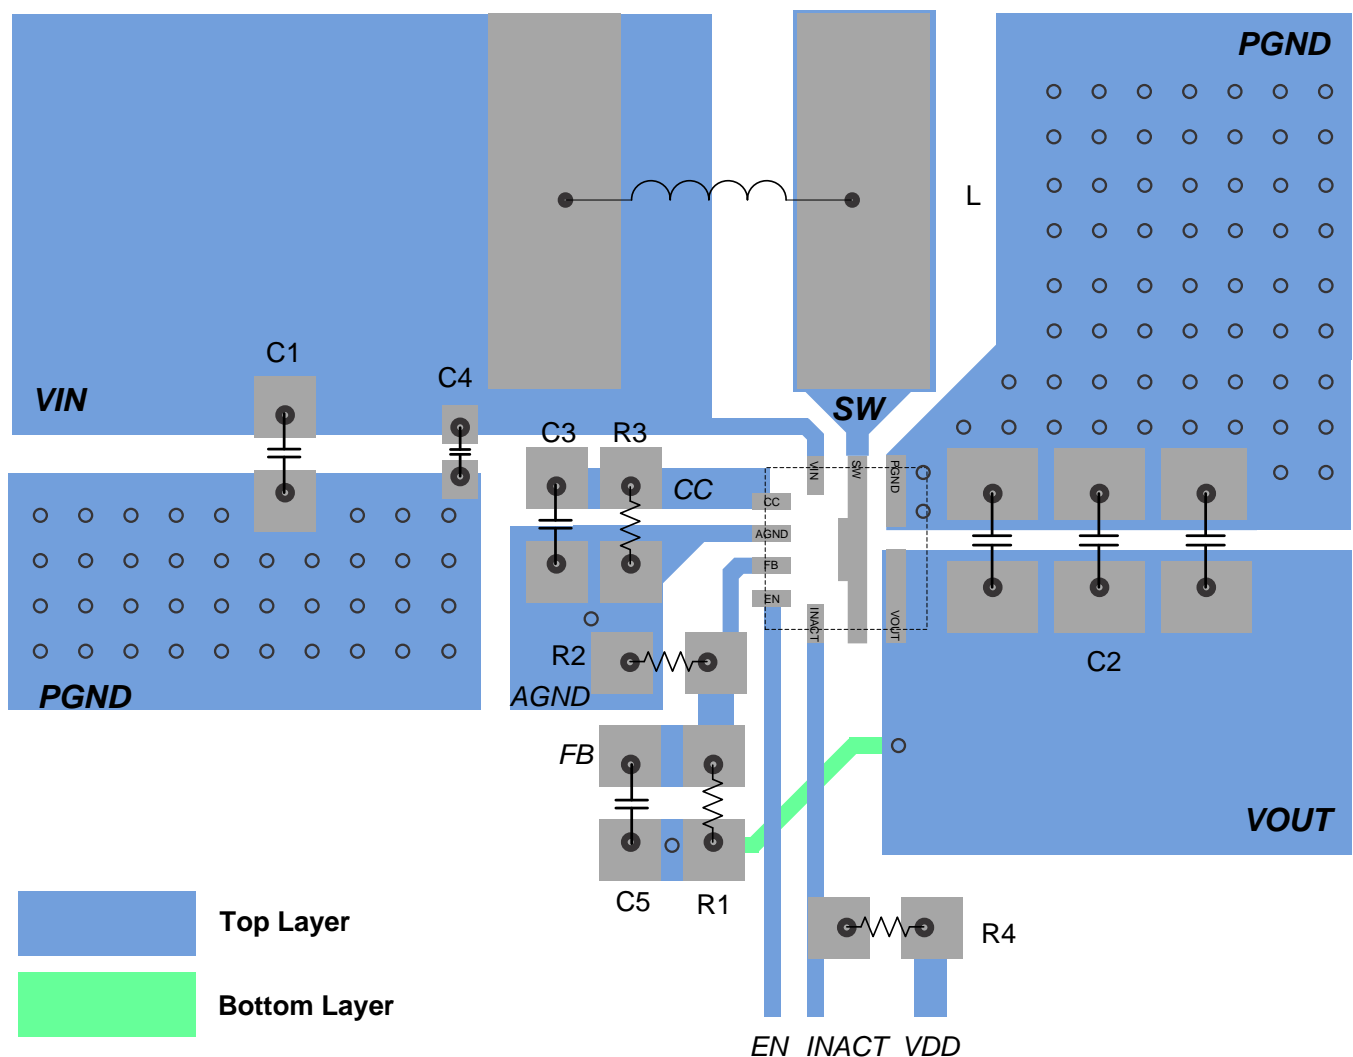 PGND
L
C1
C4
VIN
SW
C3
R3
CC
VIN
SW
PGND
CC
AGND
FB
EN
INACT
VOUT
R2
C2
AGND
PGND
FB
VOUT
C5
R1
R4
Top Layer
Bottom Layer
EN
INACT
VDD